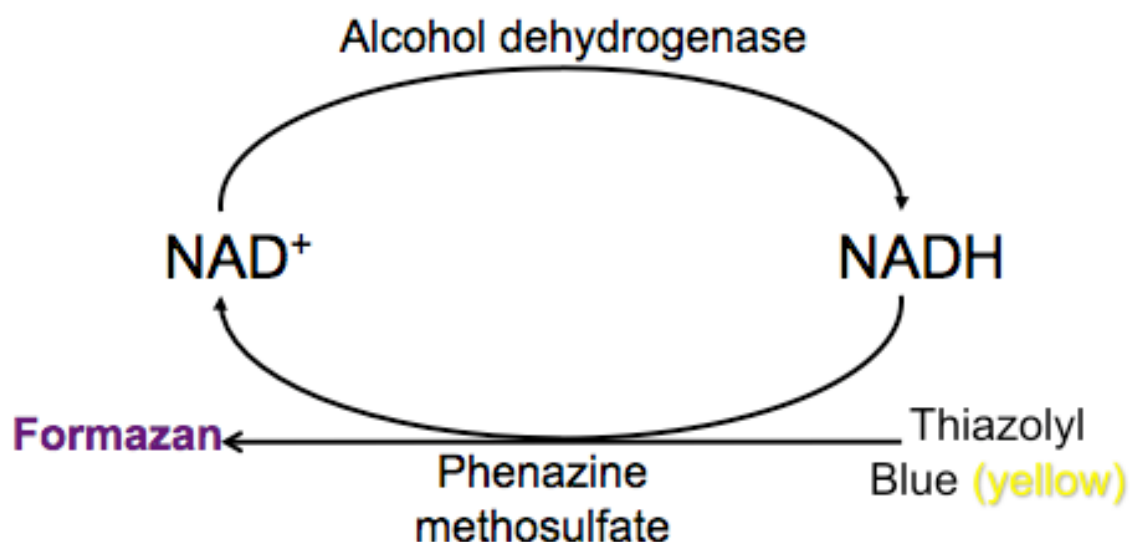 Alcohol dehydrogenase
NAD⁺
NADH
Formazan
Thiazolyl
Blue (yellow)
Phenazine
methosulfate